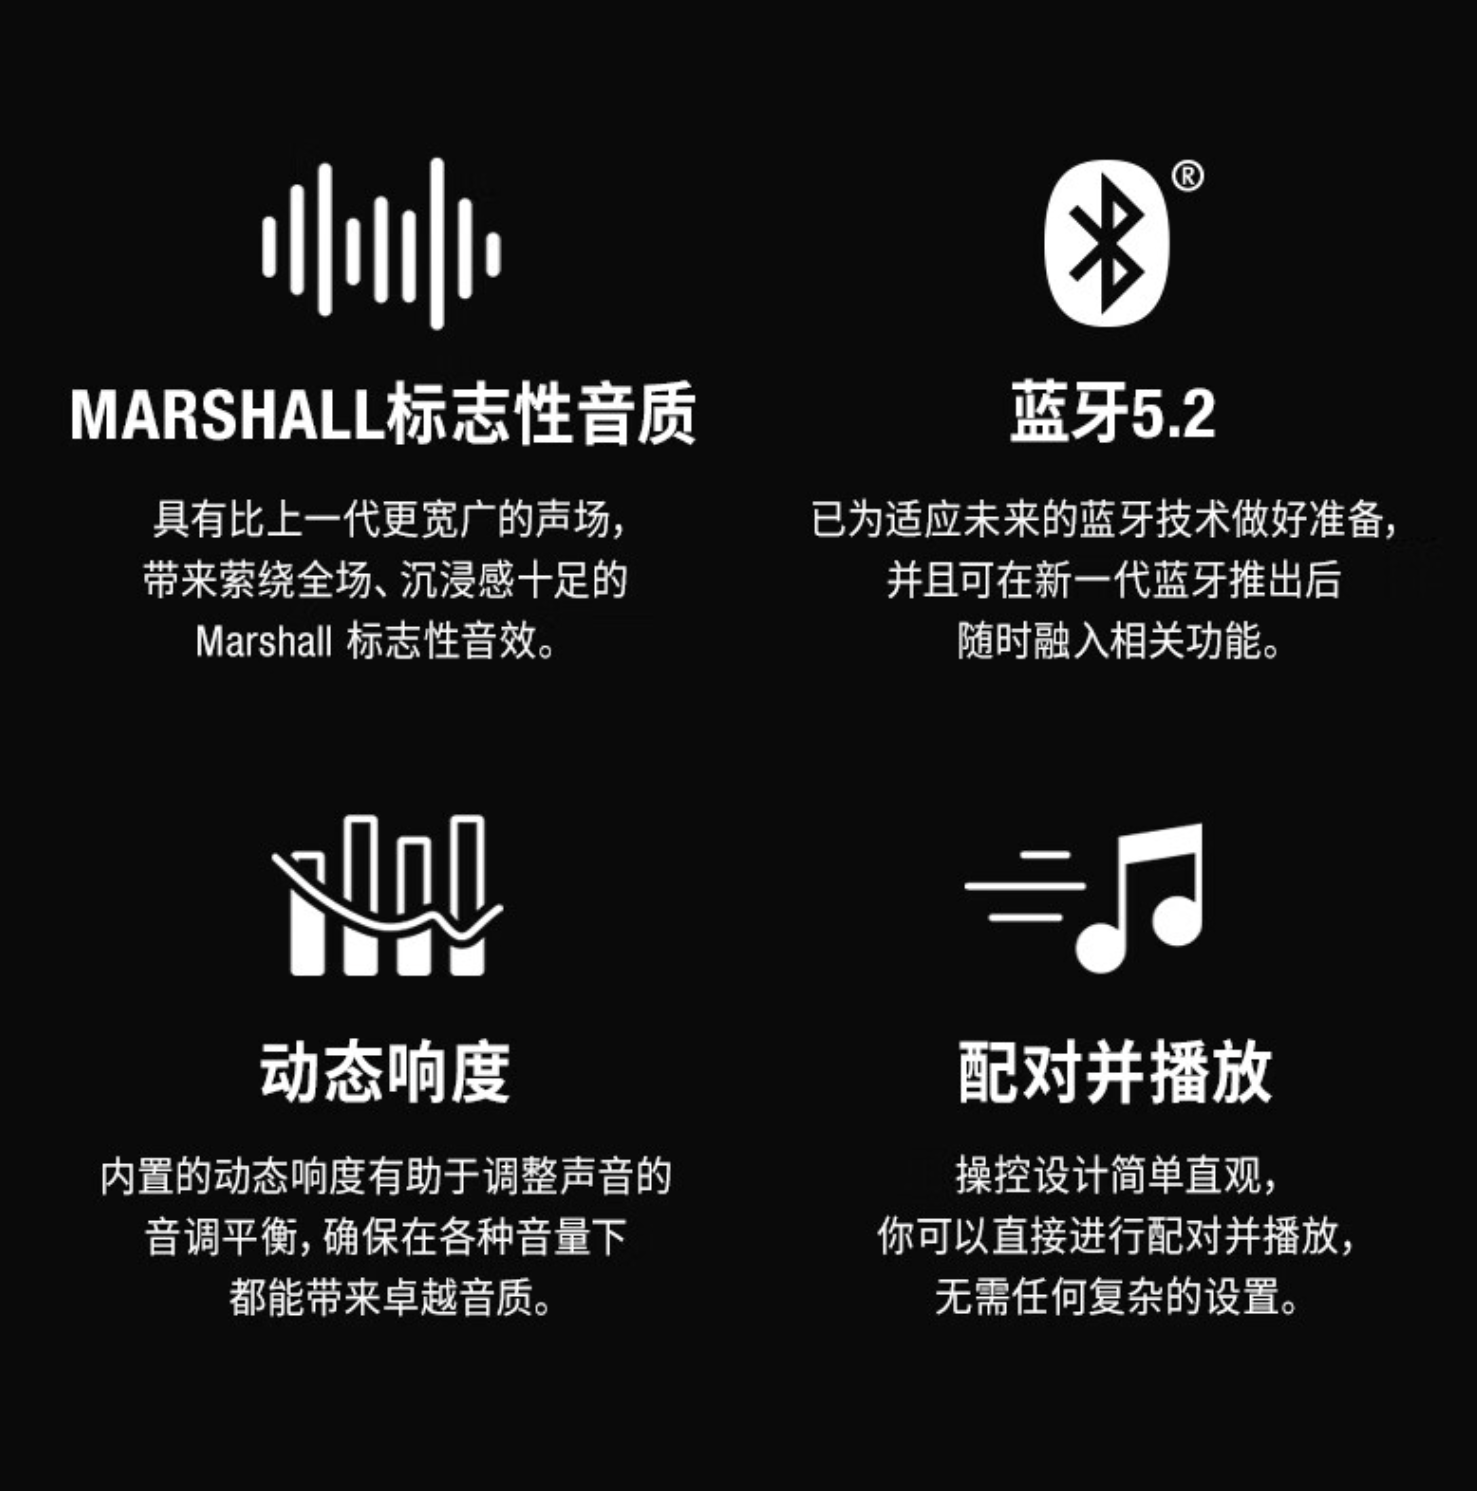 MARSHALL标志性音质
具有比上一代更宽广的声场，
带来萦绕全场、沉浸感十足的
Marshall 标志性音效。
®
蓝牙5.2
已为适应未来的蓝牙技术做好准备，
并且可在新一代蓝牙推出后
随时融入相关功能。
动态响度
内置的动态响度有助于调整声音的
音调平衡，确保在各种音量下
都能带来卓越音质。
配对并播放
操控设计简单直观，
你可以直接进行配对并播放，
无需任何复杂的设置。